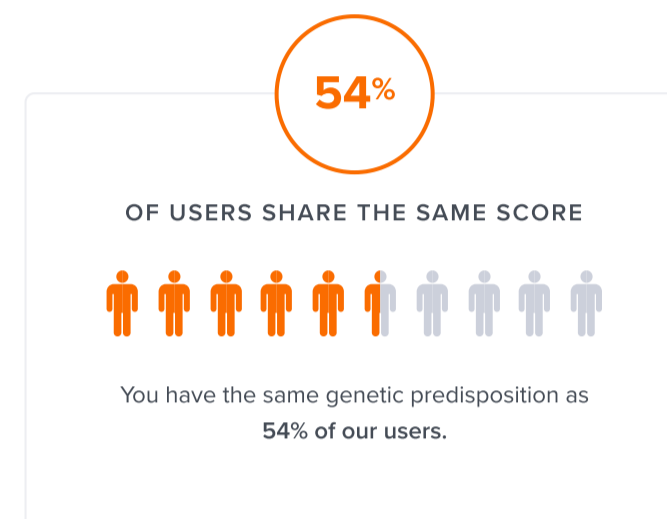 54%
OF USERS SHARE THE SAME SCORE
You have the same genetic predisposition as
54% of our users.